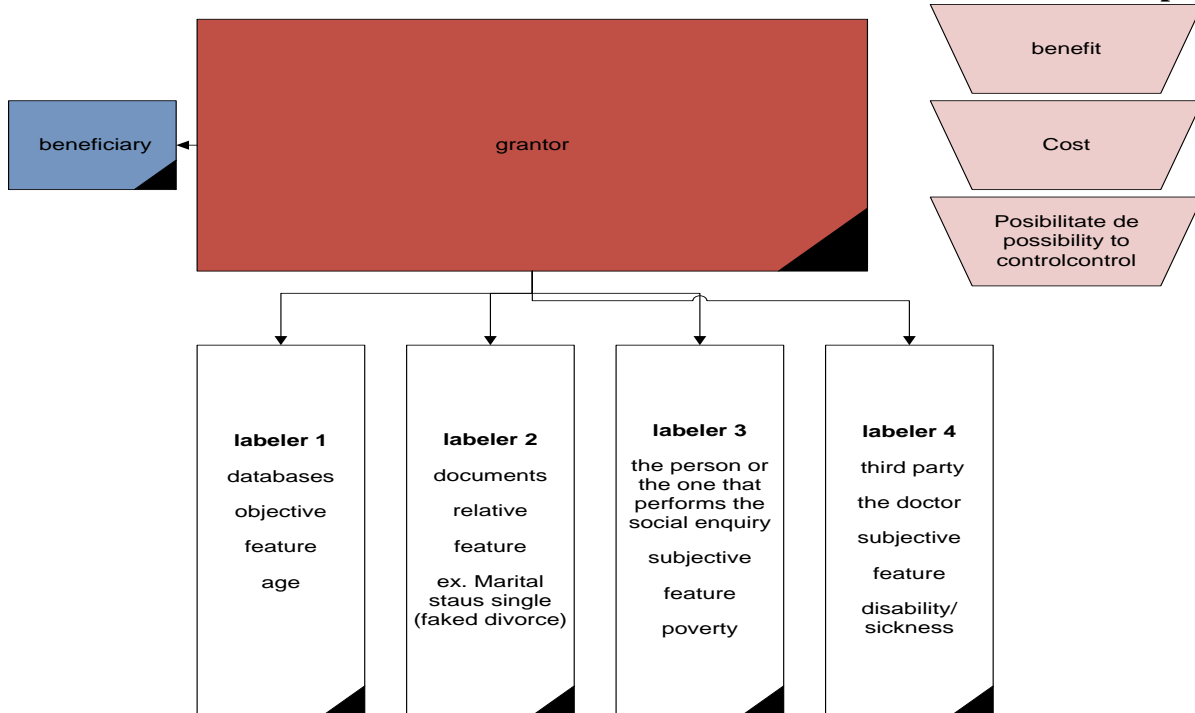 benefit
beneficiary
grantor
Cost
Posibilitate de
possibility to
controlcontrol
labeler 1
databases
objective
feature
age
labeler 2
documents
relative
feature
ex. Marital
staus single
(faked divorce)
labeler 3
the person or
the one that
performs the
social enquiry
subjective
feature
poverty
labeler 4
third party
the doctor
subjective
feature
disability/
sickness